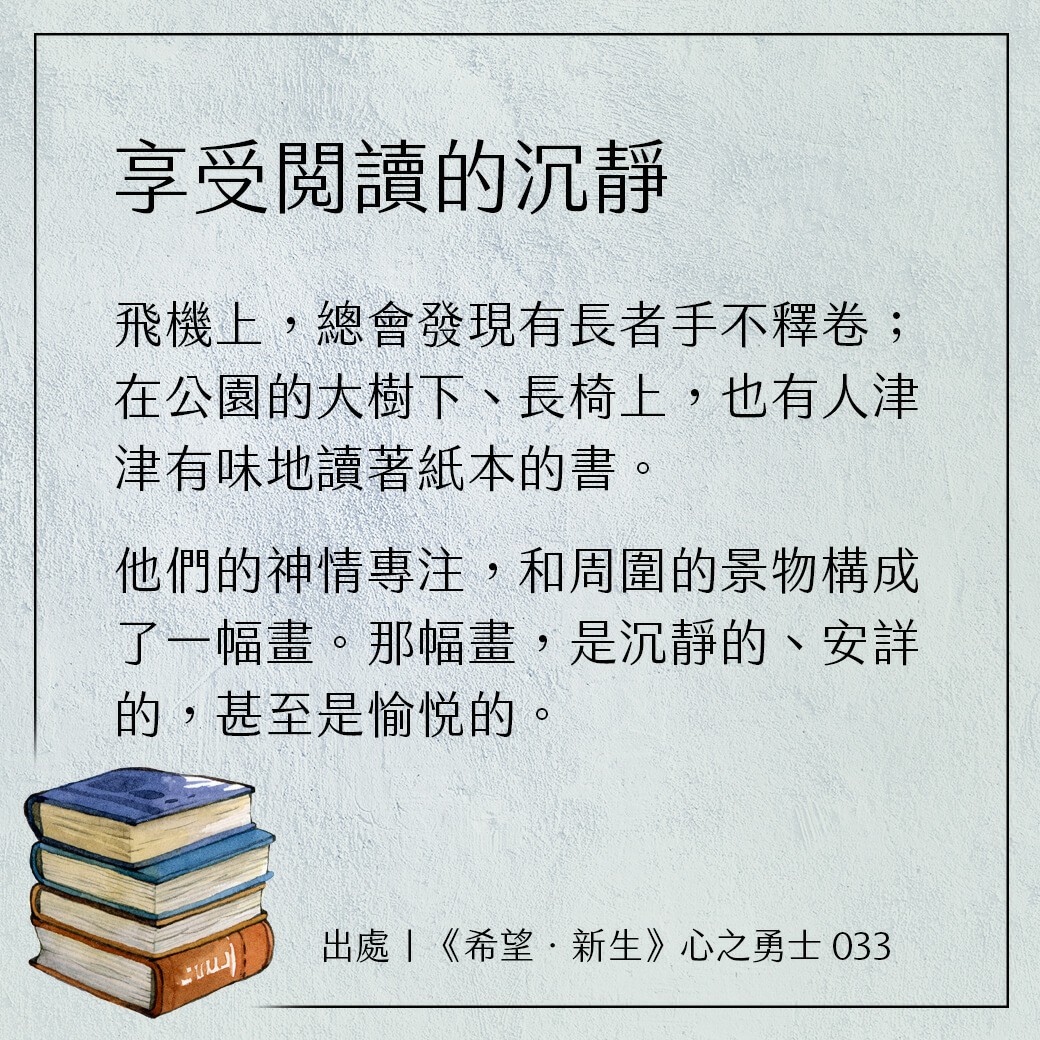 享受閱讀的沉靜
飛機上，總會發現有長者手不釋卷；
在公園的大樹下、長椅上，也有人津
津有味地讀著紙本的書。
他們的神情專注，和周圍的景物構成
了一幅畫。那幅畫，是沉靜的、安詳
的，甚至是愉悦的。
出處｜《希望．新生》心之勇士 033